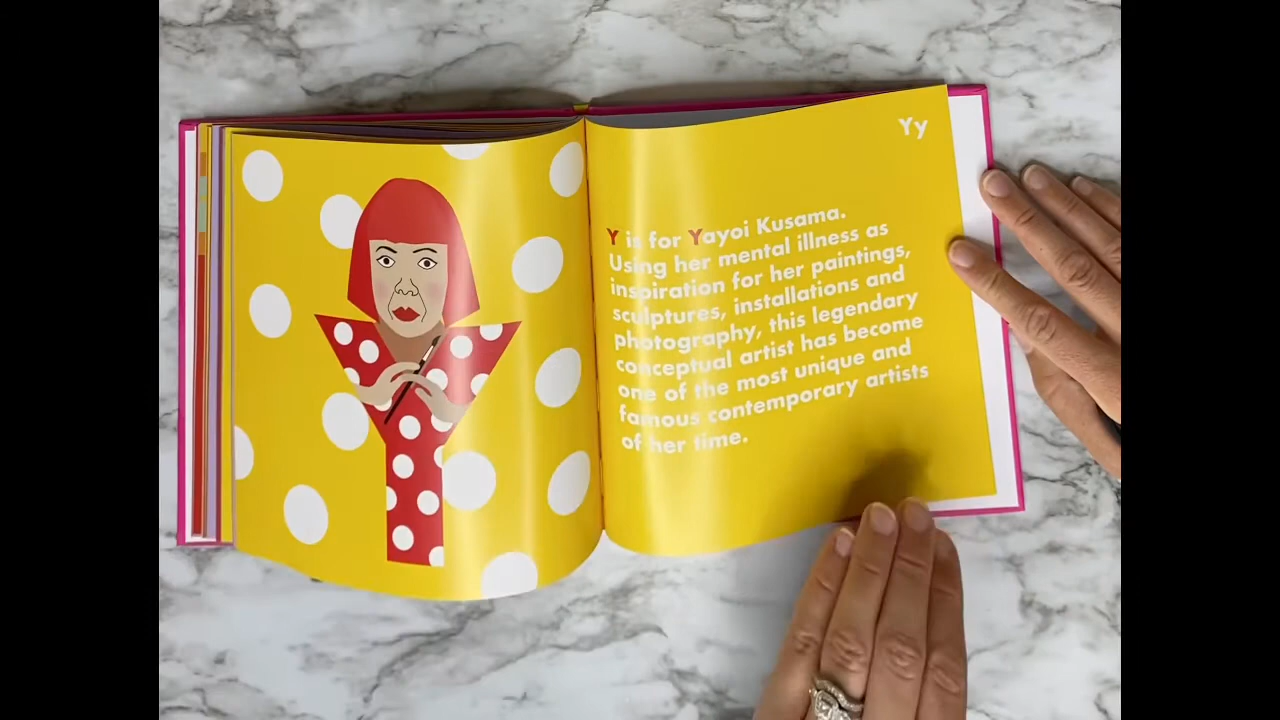 Yy
Y is for Yayoi Kusama.
Using her mental illness as
inspiration for her paintings,
sculptures, installations and
photography, this legendary
conceptual artist has become
one of the most unique and
famous contemporary artists
of her time.